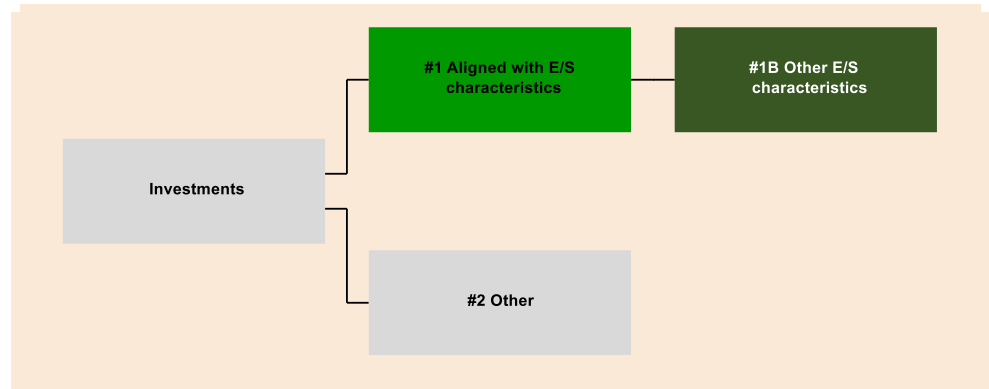 #1 Aligned with E/S
characteristics
#1B Other E/S
characteristics
Investments
#2 Other